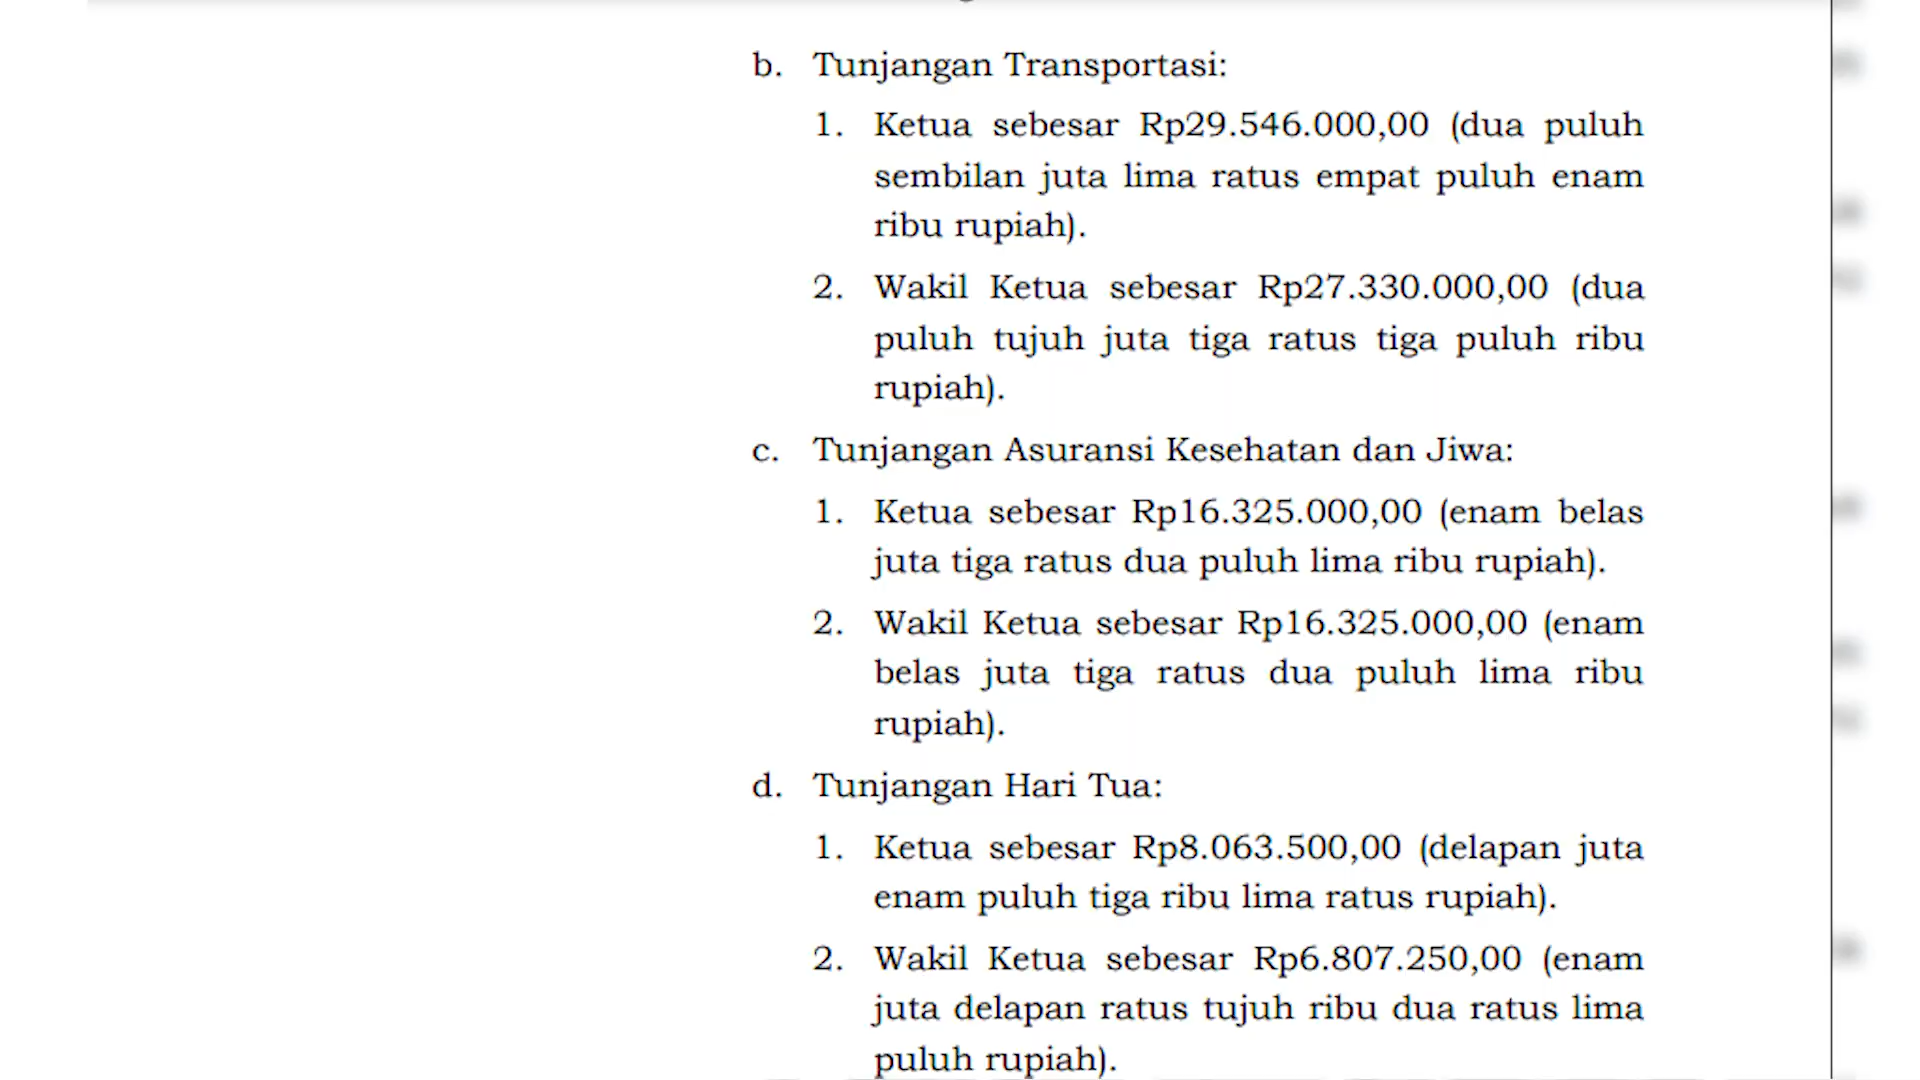 b. Tunjangan Transportasi:
1. Ketua sebesar Rp29.546.000,00 (dua puluh
sembilan juta lima ratus empat puluh enam
ribu rupiah).
2. Wakil Ketua sebesar Rp27.330.000,00 (dua
puluh tujuh juta tiga ratus tiga puluh ribu
rupiah).
c. Tunjangan Asuransi Kesehatan dan Jiwa:
1. Ketua sebesar Rp16.325.000,00 (enam belas
juta tiga ratus dua puluh lima ribu rupiah).
2. Wakil Ketua sebesar Rp16.325.000,00 (enam
belas juta tiga ratus dua puluh lima ribu
rupiah).
d. Tunjangan Hari Tua:
1. Ketua sebesar Rp8.063.500,00 (delapan juta
enam puluh tiga ribu lima ratus rupiah).
2. Wakil Ketua sebesar Rp6.807.250,00 (enam
juta delapan ratus tujuh ribu dua ratus lima
puluh rupiah).